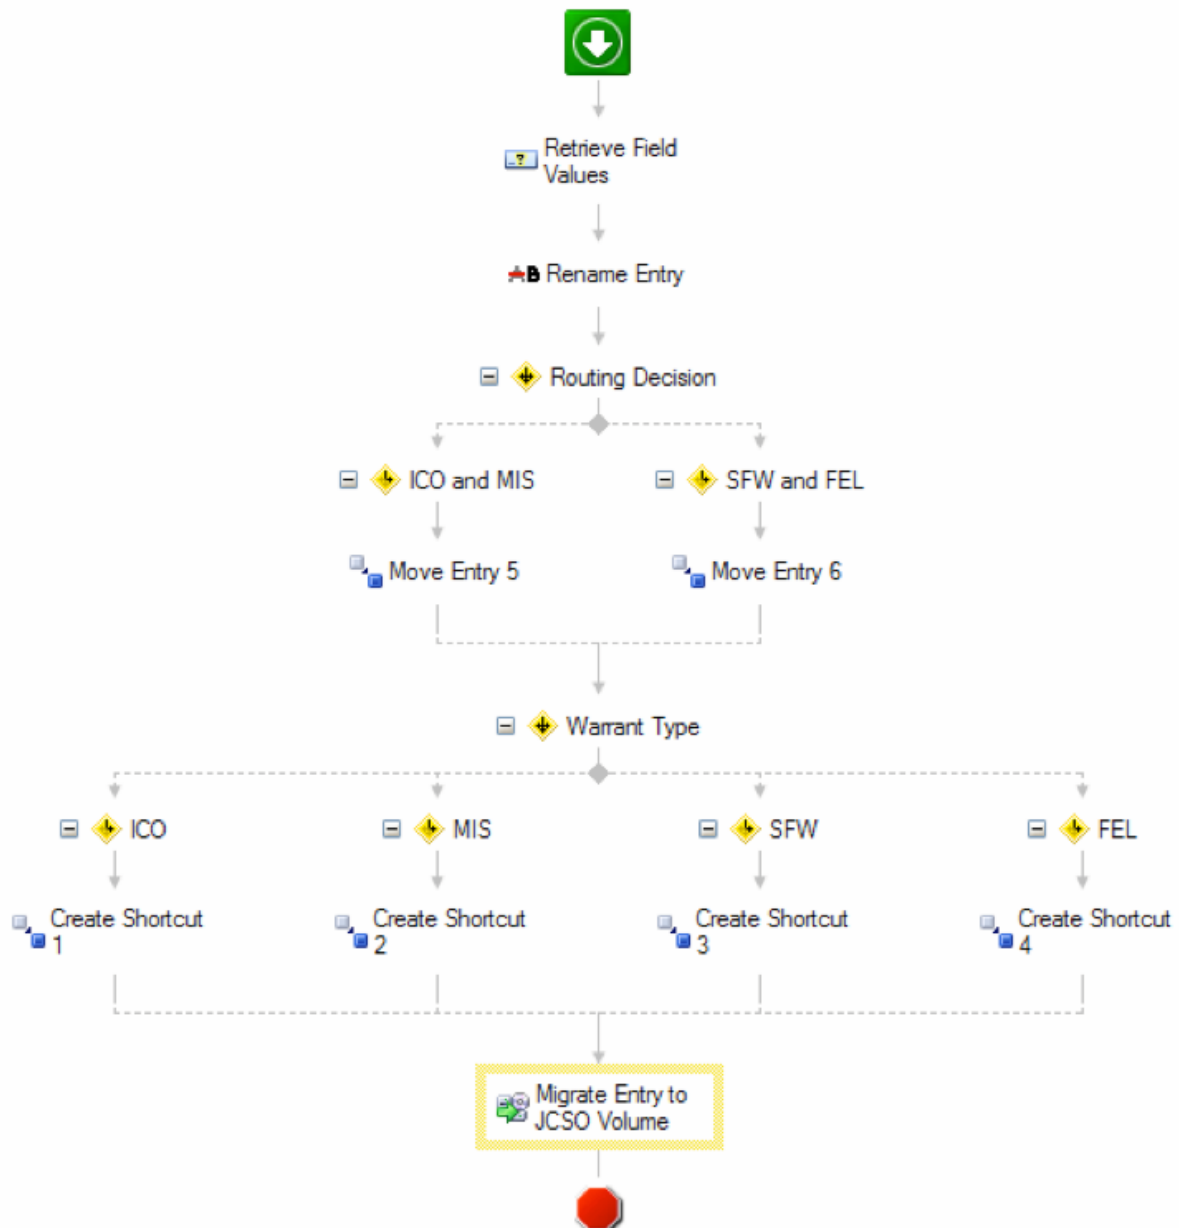 Retrieve Field
Values
AB Rename Entry
Routing Decision
ICO and MIS
SFW and FEL
Move Entry 5
Move Entry 6
Warrant Type
ICO
MIS
SFW
FEL
Create Shortcut
1
Create Shortcut
2
Create Shortcut
3
Create Shortcut
4
Migrate Entry to
JCSO Volume